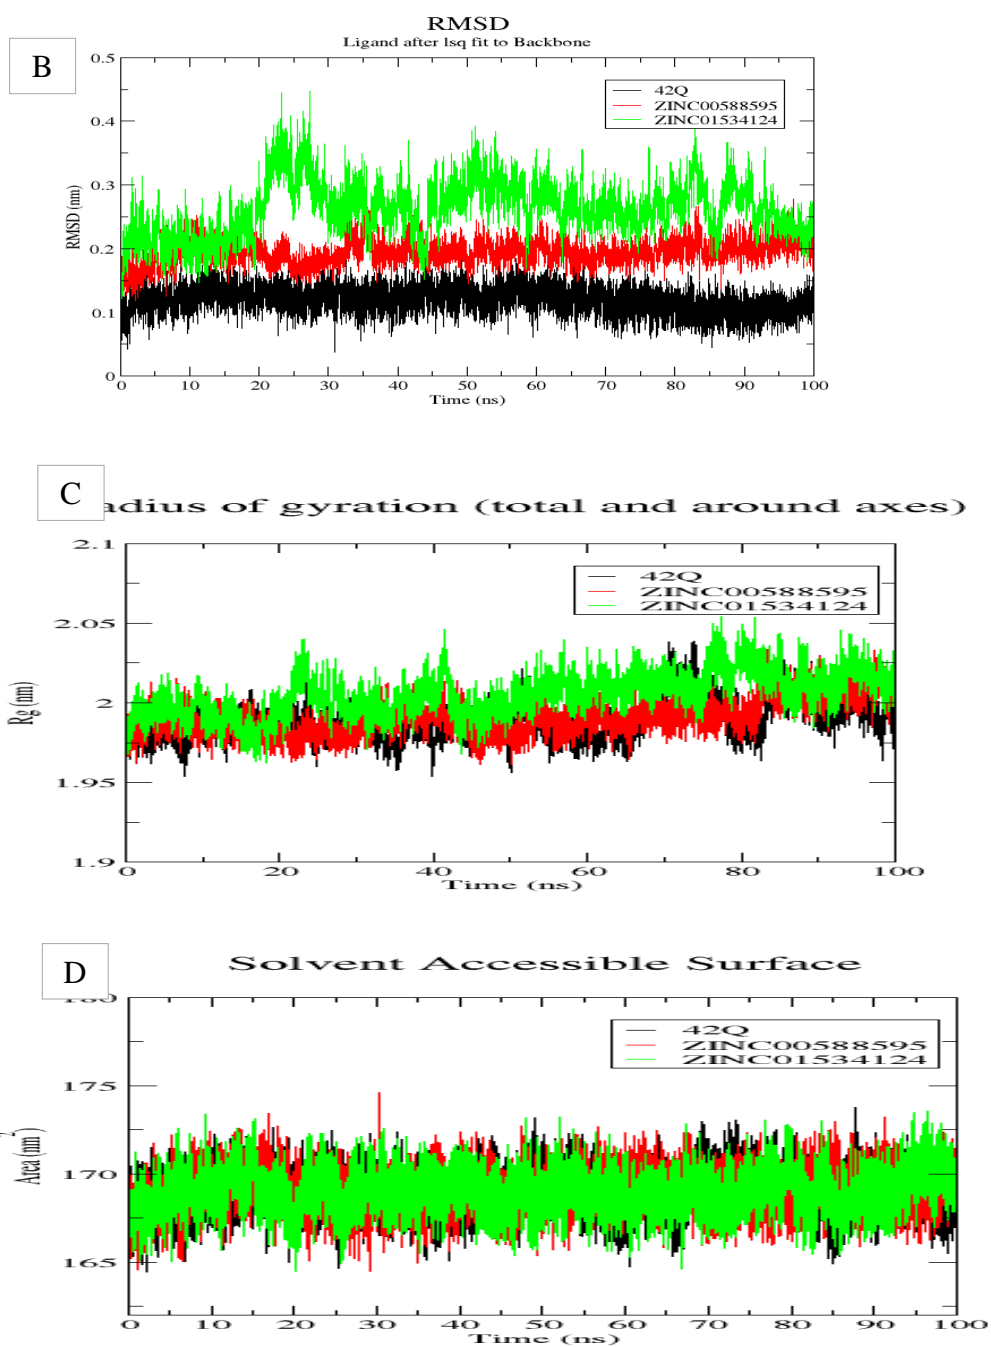 RMSD
Ligand after lsq fit to Backbone
B
0.5
0.4
0.3
0.2
0.1
0
RMSD (nm)
42Q
ZINC00588595
ZINC01534124
0 10 20 30 40 50 60 70 80 90 100
Time (ns)
C
adius of gyration (total and around axes)
2.1
2.05
2
1.95
1.9
Rg (nm)
42Q
ZINC00588595
ZINC01534124
0 20 40 60 80 100
Time (ns)
D
Solvent Accessible Surface
180
175
170
165
Area (nm²)
42Q
ZINC00588595
ZINC01534124
0 10 20 30 40 50 60 70 80 90 100
Time (ns)